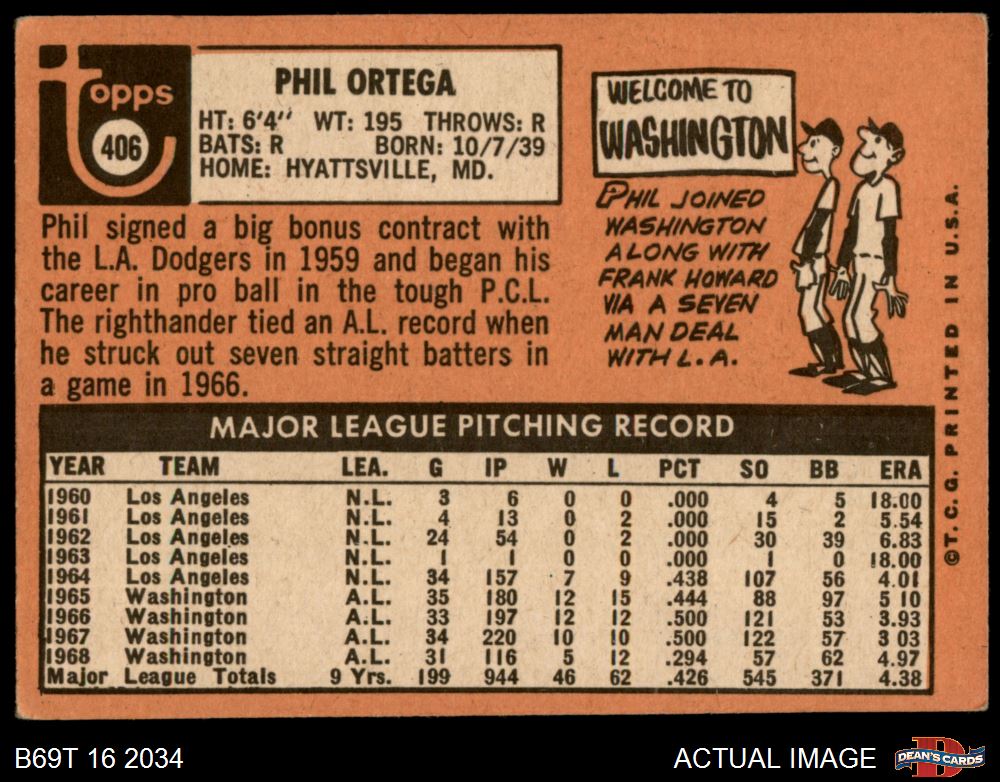 topps
406
PHIL ORTEGA
HT: 6'4" WT: 195 THROWS: R
BATS: R BORN: 10/7/39
HOME: HYATTSVILLE, MD.
Phil signed a big bonus contract with
the L.A. Dodgers in 1959 and began his
career in pro ball in the tough P.C.L.
The righthander tied an A.L. record when
he struck out seven straight batters in
a game in 1966.
WELCOME TO
WASHINGTON
PHIL JOINED
WASHINGTON
ALONG WITH
FRANK HOWARD
VIA A SEVEN
MAN DEAL
WITH L.A.
©T.C.G. PRINTED IN U.S.A.
MAJOR LEAGUE PITCHING RECORD
YEAR TEAM LEA. G IP W L PCT SO BB ERA
1960 Los Angeles N.L. 3 6 0 0 .000 4 5 18.00
1961 Los Angeles N.L. 4 13 0 2 .000 15 2 5.54
1962 Los Angeles N.L. 24 54 0 2 .000 30 39 6.83
1963 Los Angeles N.L. 1 1 0 0 .000 1 0 18.00
1964 Los Angeles N.L. 34 157 7 9 .438 107 56 4.01
1965 Washington A.L. 35 180 12 15 .444 88 97 5 10
1966 Washington A.L. 33 197 12 12 .500 121 53 3.93
1967 Washington A.L. 34 220 10 10 .500 122 57 3 03
1968 Washington A.L. 31 116 5 12 .294 57 62 4.97
Major League Totals 9 Yrs. 199 944 46 62 .426 545 371 4.38
B69T 16 2034
ACTUAL IMAGE
D
DEAN'S CARDS